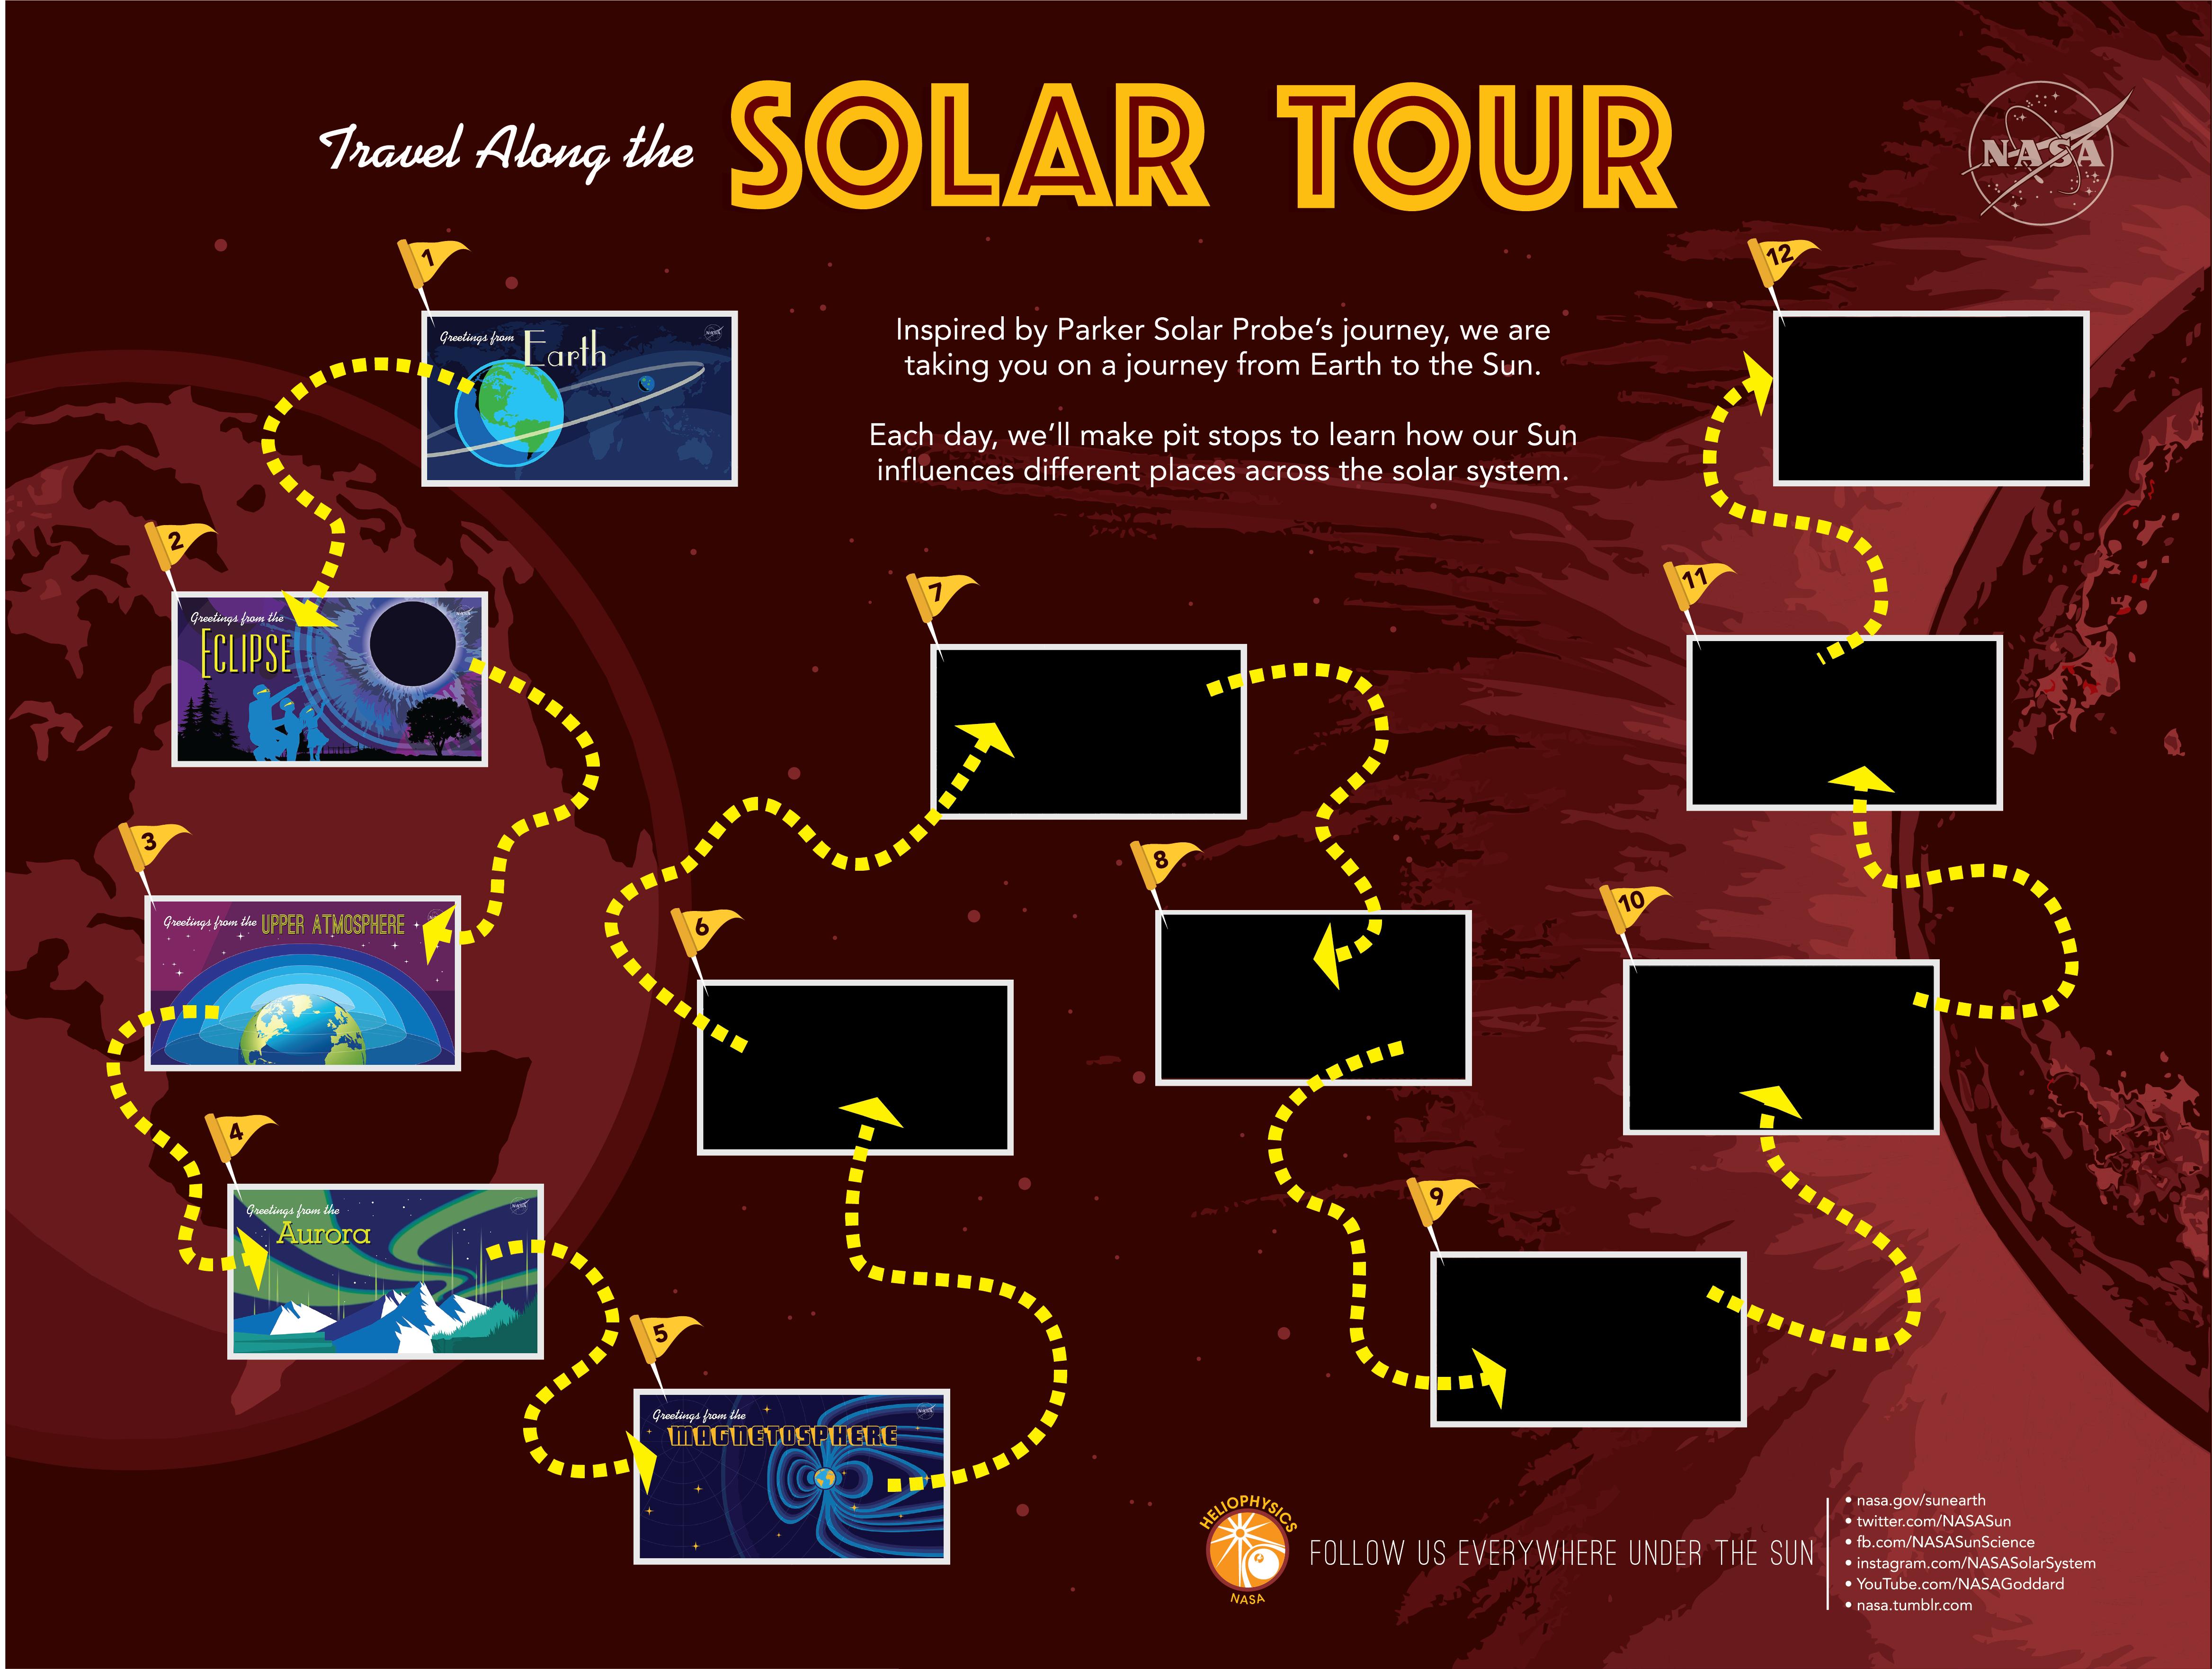 Travel Along the SOLAR TOUR
NASA
1
Greetings from Earth
NASA
Inspired by Parker Solar Probe's journey, we are
taking you on a journey from Earth to the Sun.
Each day, we'll make pit stops to learn how our Sun
influences different places across the solar system.
12
2
Greetings from the
ECLIPSE
NASA
7
11
3
Greetings from the UPPER ATMOSPHERE
8
10
6
4
Greetings from the
Aurora
NASA
9
5
Greetings from the
MAGNETOSPHERE
NASA
HELIOPHYSICS
NASA
FOLLOW US EVERYWHERE UNDER THE SUN
• nasa.gov/sunearth
• twitter.com/NASASun
• fb.com/NASASunScience
• instagram.com/NASASolarSystem
• YouTube.com/NASAGoddard
• nasa.tumblr.com